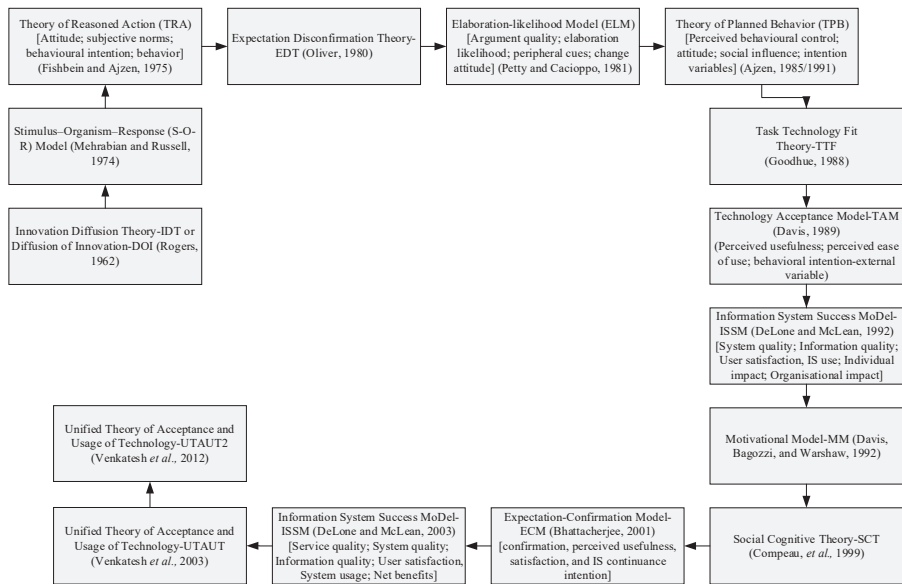 Theory of Reasoned Action (TRA)
[Attitude; subjective norms;
behavioural intention; behavior]
(Fishbein and Ajzen, 1975)
Expectation Disconfirmation Theory-
EDT (Oliver, 1980)
Elaboration-likelihood Model (ELM)
[Argument quality; elaboration
likelihood; peripheral cues; change
attitude] (Petty and Cacioppo, 1981)
Theory of Planned Behavior (TPB)
[Perceived behavioural control;
attitude; social influence; intention
variables] (Ajzen, 1985/1991)
Stimulus–Organism–Response (S-O-
R) Model (Mehrabian and Russell,
1974)
Task Technology Fit
Theory-TTF
(Goodhue, 1988)
Innovation Diffusion Theory-IDT or
Diffusion of Innovation-DOI (Rogers,
1962)
Technology Acceptance Model-TAM
(Davis, 1989)
(Perceived usefulness; perceived ease
of use; behavioral intention-external
variable)
Information System Success MoDel-
ISSM (DeLone and McLean, 1992)
[System quality; Information quality;
User satisfaction, IS use; Individual
impact; Organisational impact]
Unified Theory of Acceptance and
Usage of Technology-UTAUT2
(Venkatesh et al., 2012)
Motivational Model-MM (Davis,
Bagozzi, and Warshaw, 1992)
Unified Theory of Acceptance and
Usage of Technology-UTAUT
(Venkatesh et al., 2003)
Information System Success MoDel-
ISSM (DeLone and McLean, 2003)
[Service quality; System quality;
Information quality; User satisfaction,
System usage; Net benefits]
Expectation-Confirmation Model-
ECM (Bhattacherjee, 2001)
[confirmation, perceived usefulness,
satisfaction, and IS continuance
intention]
Social Cognitive Theory-SCT
(Compeau, et al., 1999)